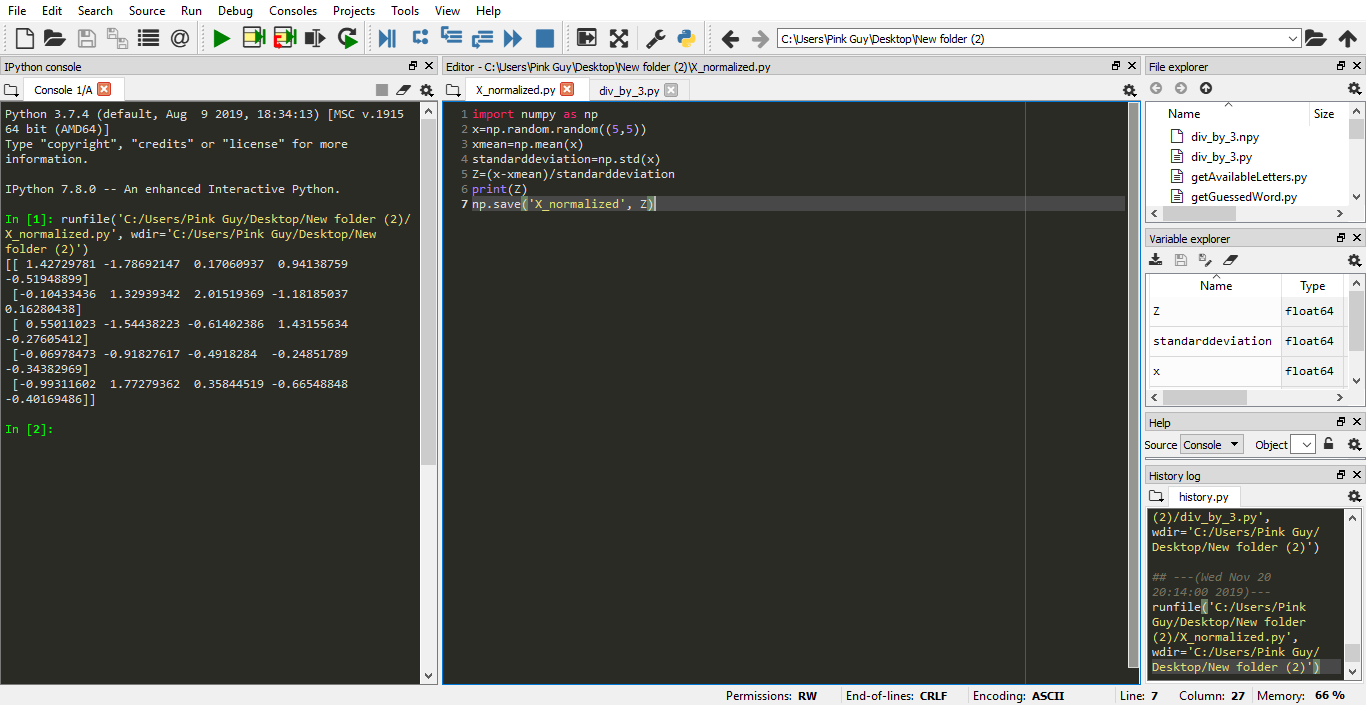 File Edit Search Source Run Debug Consoles Projects Tools View Help
C:\Users\Pink Guy\Desktop\New folder (2)
IPython console
Console 1/A
Python 3.7.4 (default, Aug  9 2019, 18:34:13) [MSC v.1915
64 bit (AMD64)]
Type "copyright", "credits" or "license" for more
information.
IPython 7.8.0 -- An enhanced Interactive Python.
In [1]: runfile('C:/Users/Pink Guy/Desktop/New folder (2)/
X_normalized.py', wdir='C:/Users/Pink Guy/Desktop/New
folder (2)')
[[ 1.42729781 -1.78692147  0.17060937  0.94138759
-0.51948899]
[-0.10433436  1.32939342  2.01519369 -1.18185037
0.16280438]
[ 0.55011023 -1.54438223 -0.61402386  1.43155634
-0.27605412]
[-0.06978473 -0.91827617 -0.4918284  -0.24851789
-0.34382969]
[-0.99311602  1.77279362  0.35844519 -0.66548848
-0.40169486]]
In [2]:
Editor - C:\Users\Pink Guy\Desktop\New folder (2)\X_normalized.py
X_normalized.py div_by_3.py
1 import numpy as np
2 x=np.random.random((5,5))
3 xmean=np.mean(x)
4 standarddeviation=np.std(x)
5 Z=(x-xmean)/standarddeviation
6 print(Z)
7 np.save('X_normalized', Z)
File explorer
Name Size
div_by_3.npy
div_by_3.py
getAvailableLetters.py
getGuessedWord.py
Variable explorer
Name Type
Z float64
standarddeviation float64
x float64
Help
Source Console Object
History log
history.py
(2)/div_by_3.py',
wdir='C:/Users/Pink Guy/
Desktop/New folder (2)')
## ---(Wed Nov 20
20:14:00 2019)---
runfile('C:/Users/Pink
Guy/Desktop/New folder
(2)/X_normalized.py',
wdir='C:/Users/Pink Guy/
Desktop/New folder (2)')
Permissions: RW End-of-lines: CRLF Encoding: ASCII Line: 7 Column: 27 Memory: 66 %